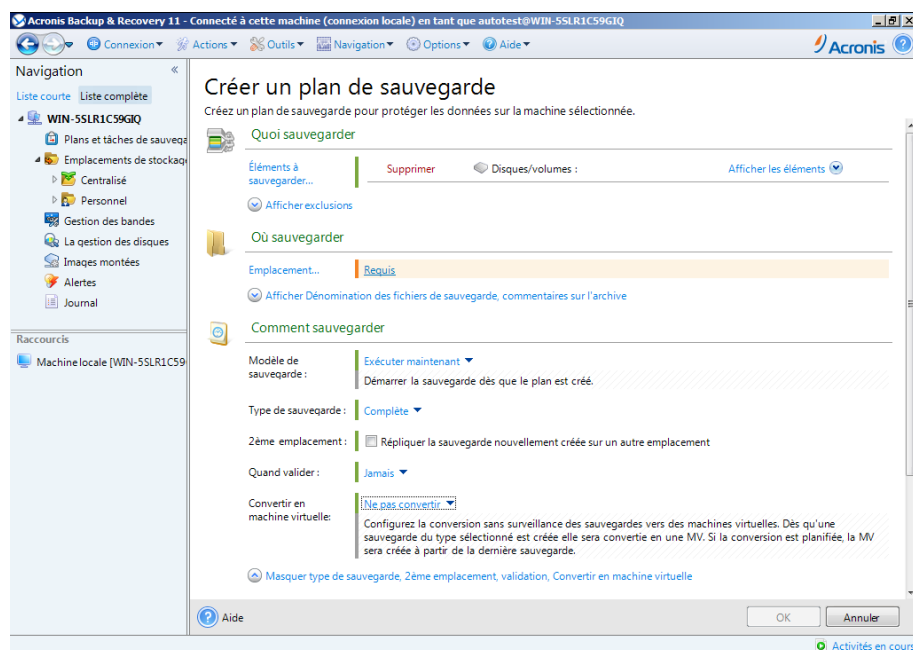 Acronis Backup & Recovery 11 - Connecté à cette machine (connexion locale) en tant que autotest@WIN-5SLR1C59GIQ
Connexion Actions Outils Navigation Options Aide
Acronis
Navigation
Liste courte Liste complète
WIN-5SLR1C59GIQ
Plans et tâches de sauvega
Emplacements de stockag
Centralisé
Personnel
Gestion des bandes
La gestion des disques
Images montées
Alertes
Journal
Raccourcis
Machine locale [WIN-5SLR1C59
Créer un plan de sauvegarde
Créez un plan de sauvegarde pour protéger les données sur la machine sélectionnée.
Quoi sauvegarder
Éléments à
sauvegarder...
Supprimer Disques/volumes : Afficher les éléments
Afficher exclusions
Où sauvegarder
Emplacement... Requis
Afficher Dénomination des fichiers de sauvegarde, commentaires sur l'archive
Comment sauvegarder
Modèle de
sauvegarde :
Exécuter maintenant
Démarrer la sauvegarde dès que le plan est créé.
Type de sauvegarde : Complète
2ème emplacement : Répliquer la sauvegarde nouvellement créée sur un autre emplacement
Quand valider : Jamais
Convertir en
machine virtuelle:
Ne pas convertir
Configurez la conversion sans surveillance des sauvegardes vers des machines virtuelles. Dès qu'une
sauvegarde du type sélectionné est créée elle sera convertie en une MV. Si la conversion est planifiée, la MV
sera créée à partir de la dernière sauvegarde.
Masquer type de sauvegarde, 2ème emplacement, validation, Convertir en machine virtuelle
Aide
OK Annuler
Activités en cours